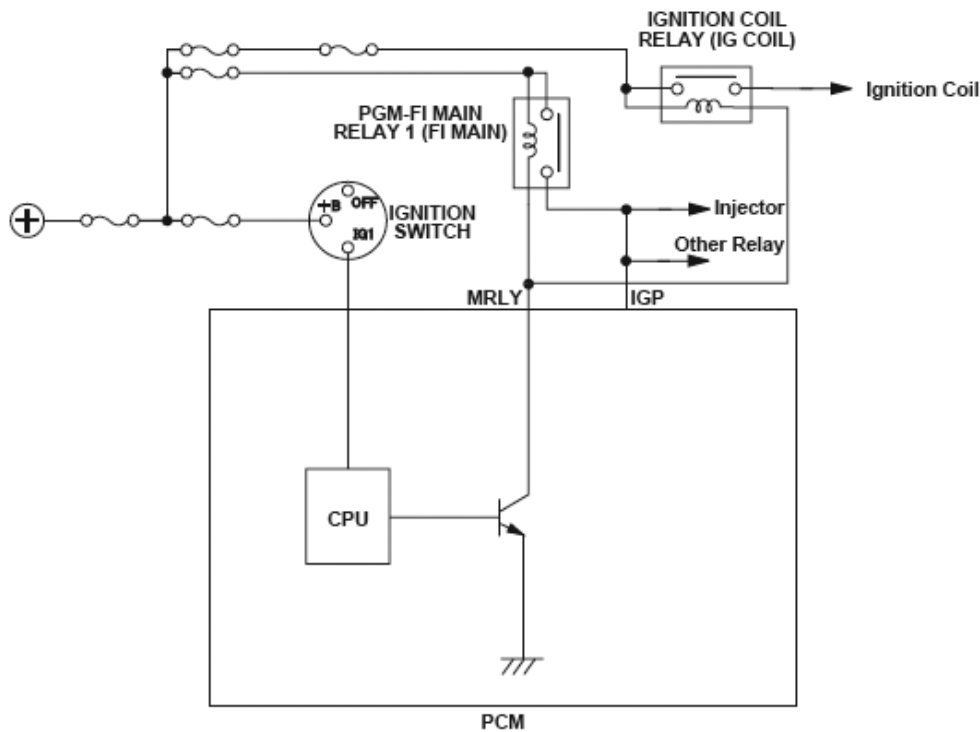 IGNITION COIL
RELAY (IG COIL)
Ignition Coil
PGM-FI MAIN
RELAY 1 (FI MAIN)
+B
OFF
IG1
IGNITION
SWITCH
Injector
Other Relay
MRLY
IGP
CPU
PCM